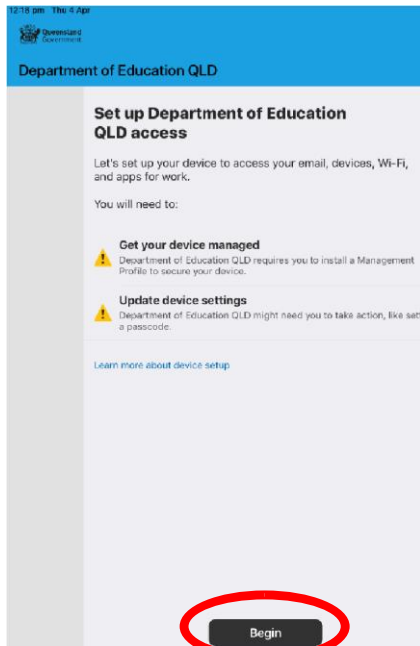 12:18 pm Thu 4 Apr
Queensland
Government
Department of Education QLD
Set up Department of Education
QLD access
Let's set up your device to access your email, devices, Wi-Fi,
and apps for work.
You will need to:
Get your device managed
Department of Education QLD requires you to install a Management
Profile to secure your device.
Update device settings
Department of Education QLD might need you to take action, like set
a passcode.
Learn more about device setup
Begin